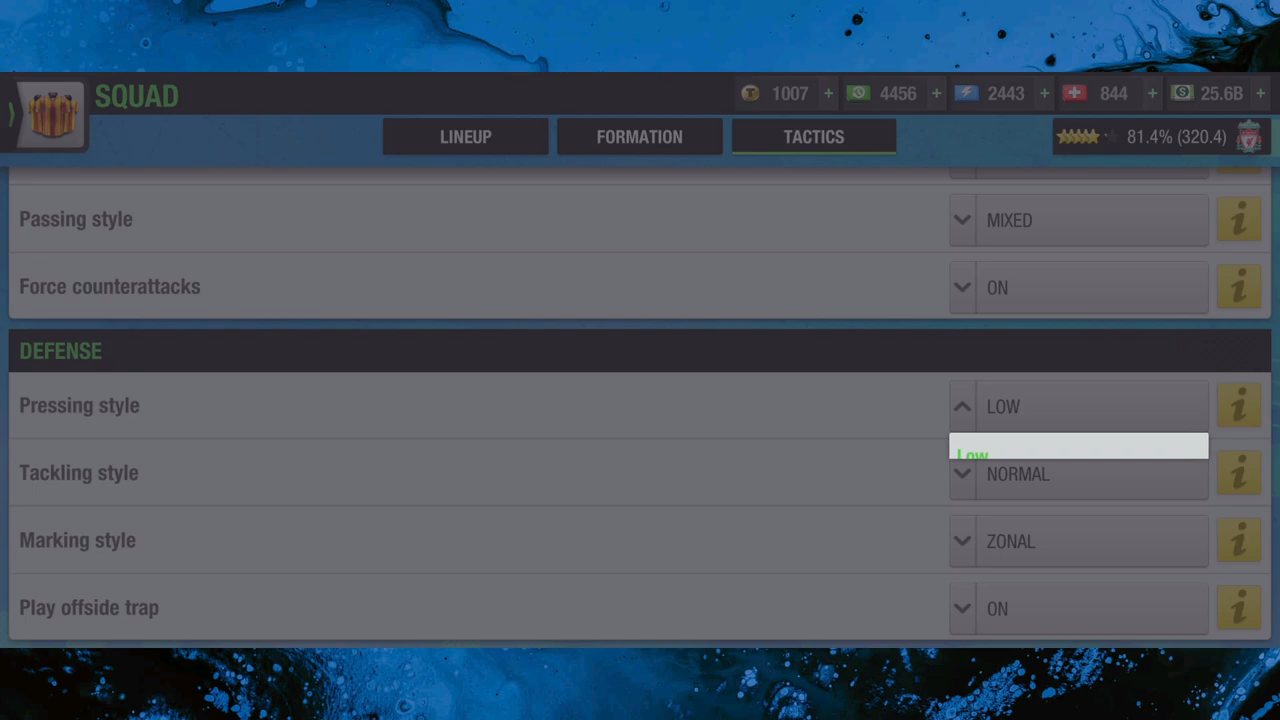 SQUAD
1007 +
4456 +
2443 +
844 +
25.6B +
LINEUP
FORMATION
TACTICS
81.4% (320.4)
Passing style
MIXED
Force counterattacks
ON
DEFENSE
Pressing style
LOW
Low
Tackling style
NORMAL
Marking style
ZONAL
Play offside trap
ON